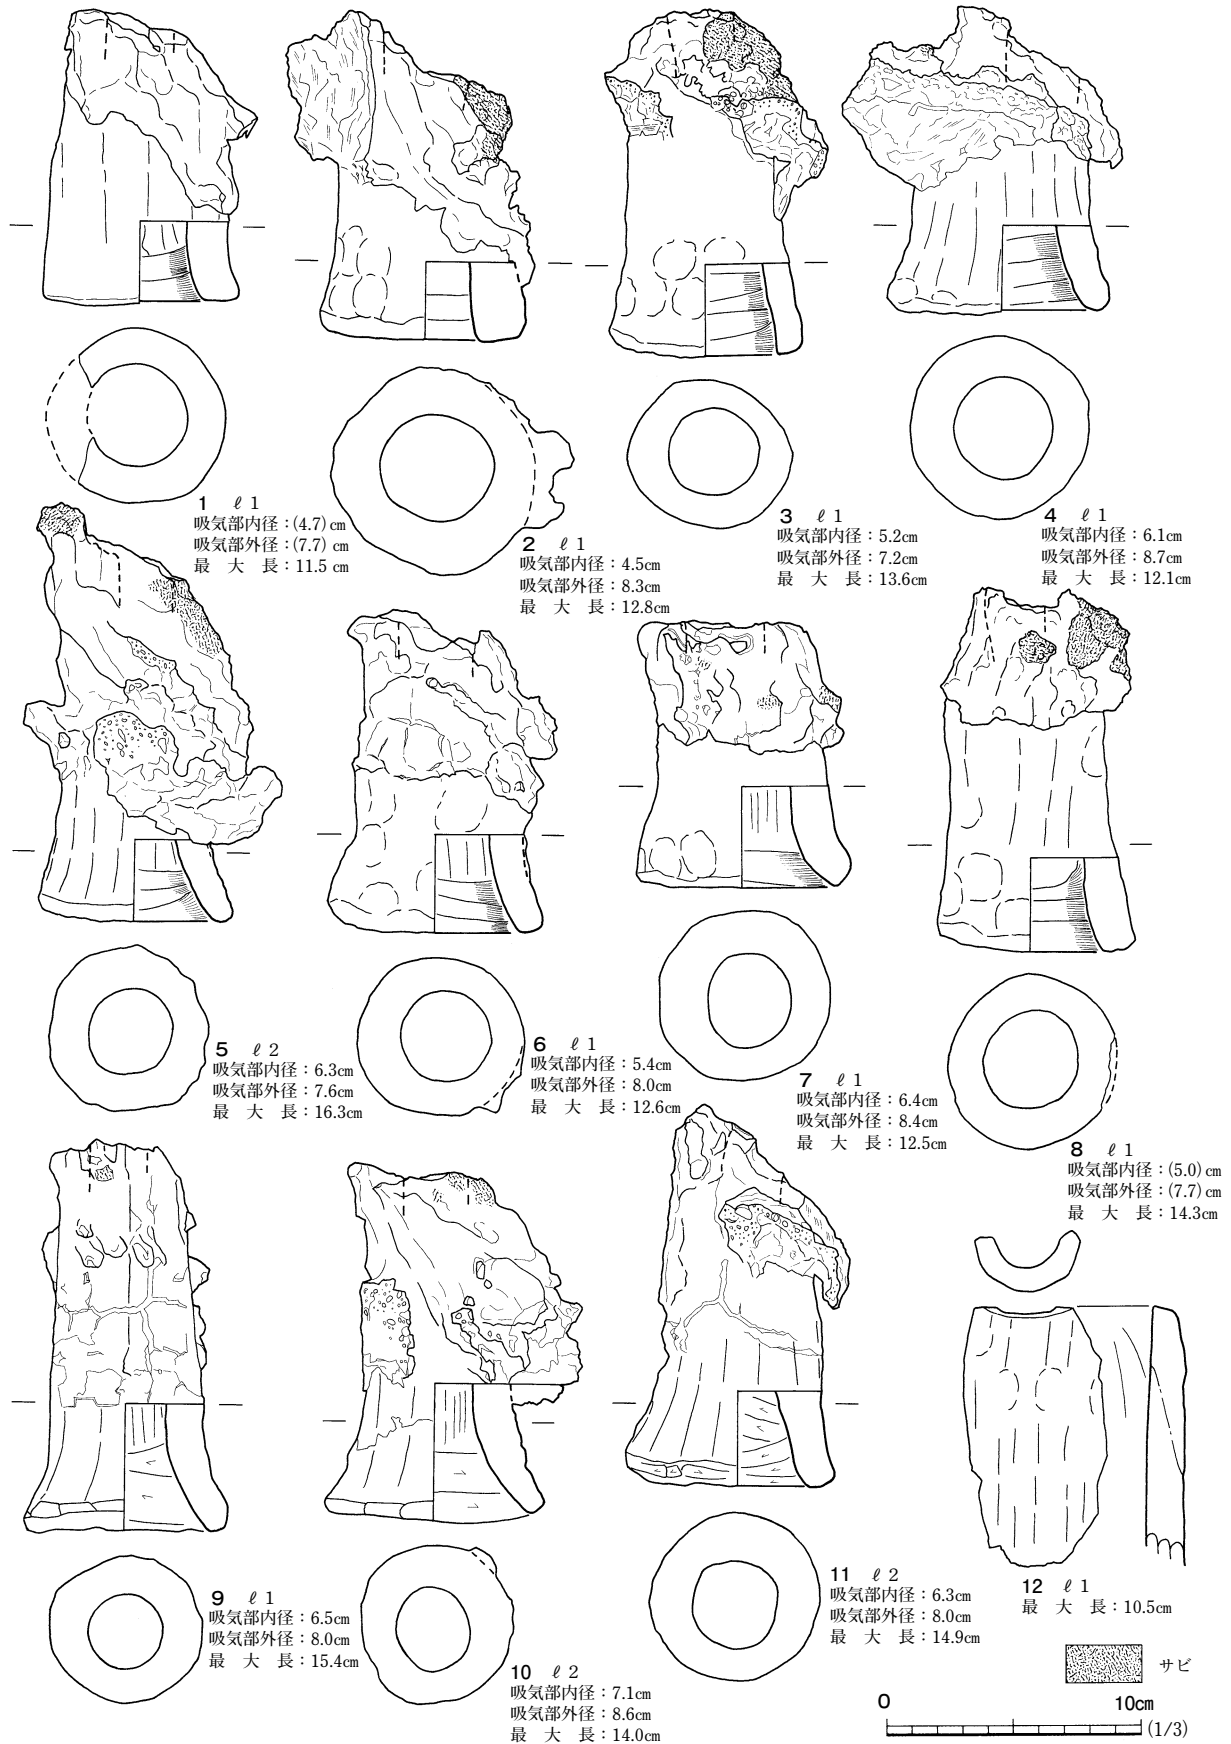 1 ℓ 1
吸気部内径：(4.7)cm
吸気部外径：(7.7)cm
最 大 長：11.5 cm
2 ℓ 1
吸気部内径：4.5cm
吸気部外径：8.3cm
最 大 長：12.8cm
3 ℓ 1
吸気部内径：5.2cm
吸気部外径：7.2cm
最 大 長：13.6cm
4 ℓ 1
吸気部内径：6.1cm
吸気部外径：8.7cm
最 大 長：12.1cm
5 ℓ 2
吸気部内径：6.3cm
吸気部外径：7.6cm
最 大 長：16.3cm
6 ℓ 1
吸気部内径：5.4cm
吸気部外径：8.0cm
最 大 長：12.6cm
7 ℓ 1
吸気部内径：6.4cm
吸気部外径：8.4cm
最 大 長：12.5cm
8 ℓ 1
吸気部内径：(5.0)cm
吸気部外径：(7.7)cm
最 大 長：14.3cm
9 ℓ 1
吸気部内径：6.5cm
吸気部外径：8.0cm
最 大 長：15.4cm
10 ℓ 2
吸気部内径：7.1cm
吸気部外径：8.6cm
最 大 長：14.0cm
11 ℓ 2
吸気部内径：6.3cm
吸気部外径：8.0cm
最 大 長：14.9cm
12 ℓ 1
最 大 長：10.5cm
サビ
0 10cm
(1/3)